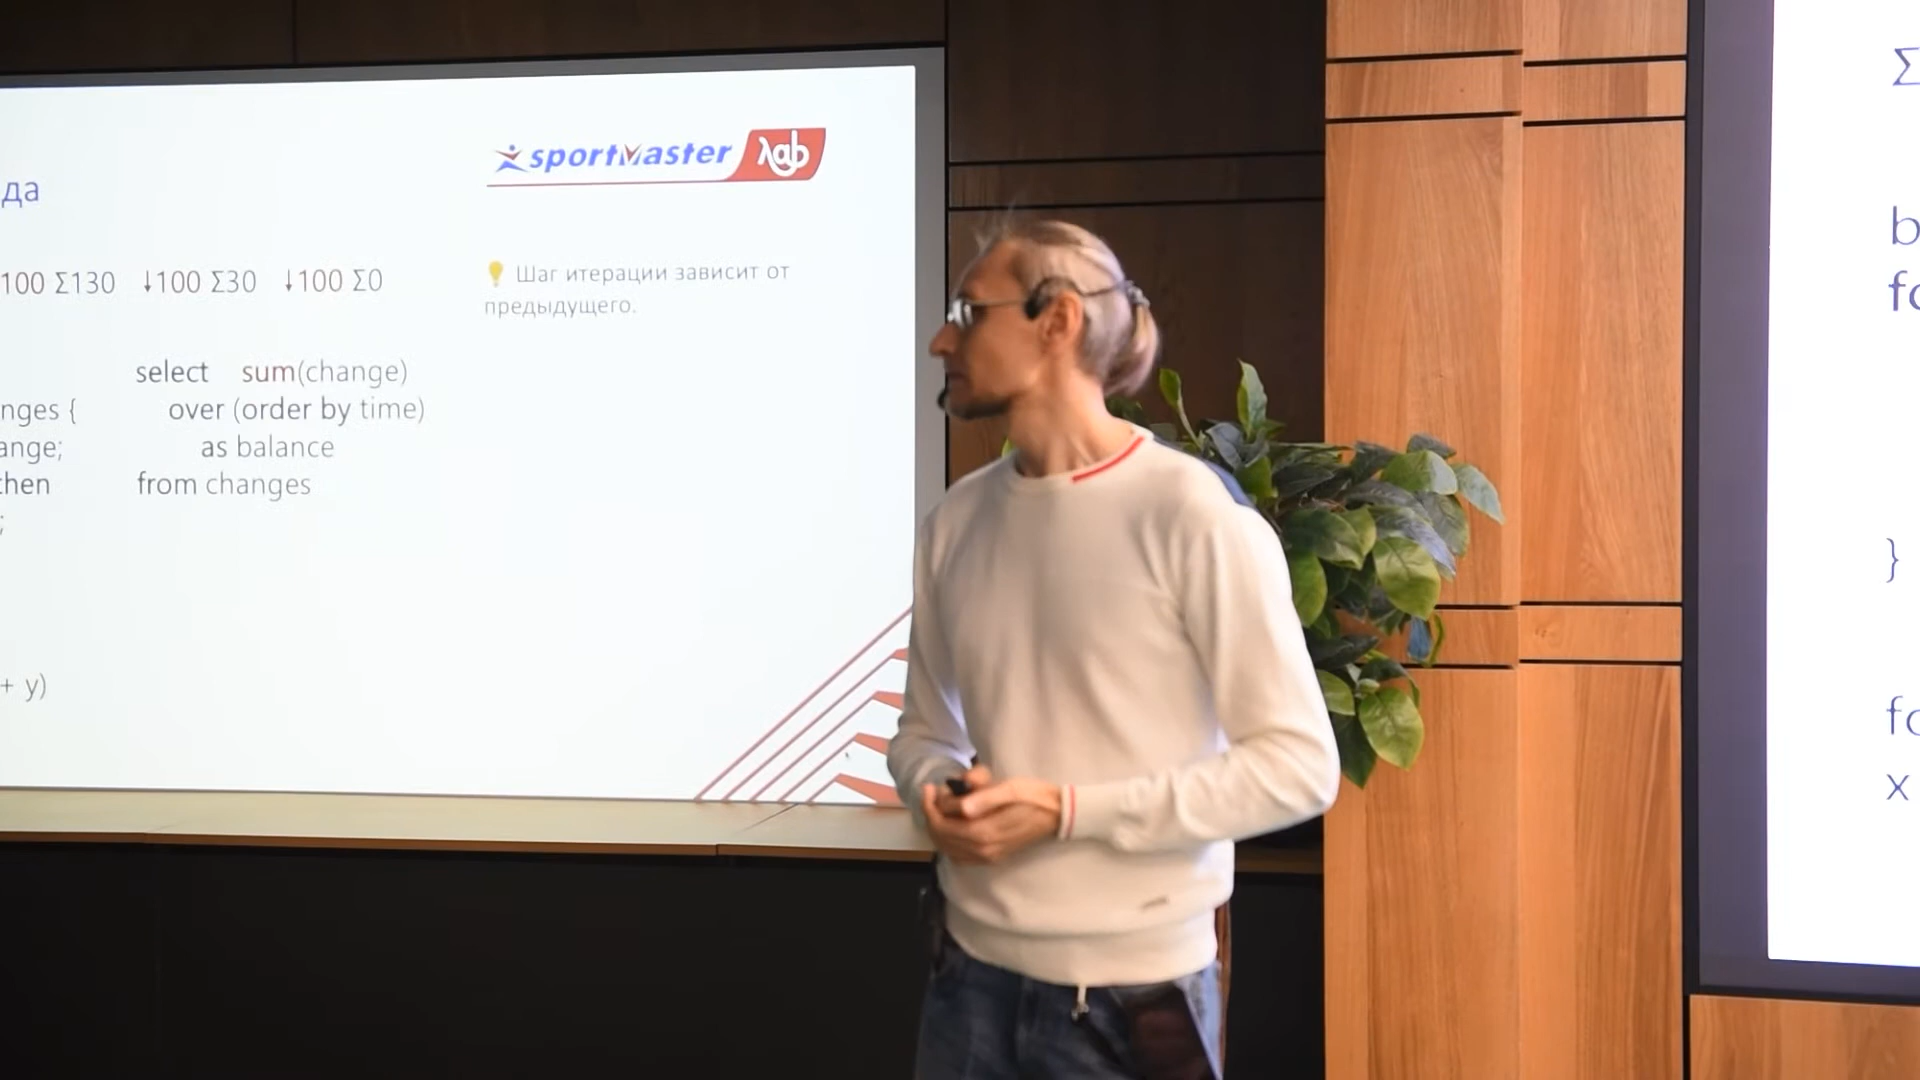 sportmaster λab
да
100 Σ130 ↓100 Σ30 ↓100 Σ0
💡 Шаг итерации зависит от
предыдущего.
select sum(change)
nges { over (order by time)
ange; as balance
then from changes
;
+ y)
Σ
b
fo
}
fo
x